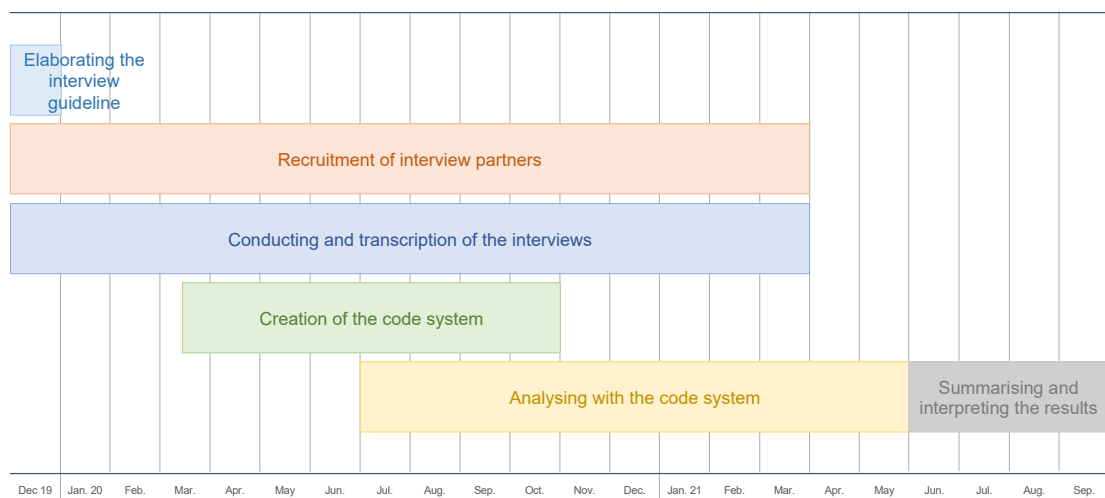 Elaborating the
interview
guideline
Recruitment of interview partners
Conducting and transcription of the interviews
Creation of the code system
Analysing with the code system
Summarising and
interpreting the results
Dec 19 Jan. 20 Feb. Mar. Apr. May Jun. Jul. Aug. Sep. Oct. Nov. Dec. Jan. 21 Feb. Mar. Apr. May Jun. Jul. Aug. Sep.